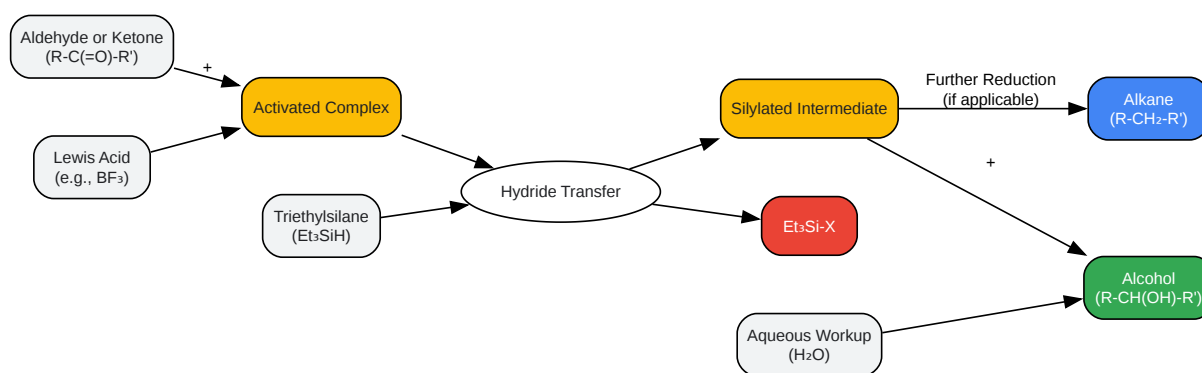 Aldehyde or Ketone
(R-C(=O)-R')
+
Lewis Acid
(e.g., BF₃)
Activated Complex
Triethylsilane
(Et₃SiH)
Hydride Transfer
Silylated Intermediate
Et₃Si-X
Further Reduction
(if applicable)
Alkane
(R-CH₂-R')
+
Aqueous Workup
(H₂O)
Alcohol
(R-CH(OH)-R')